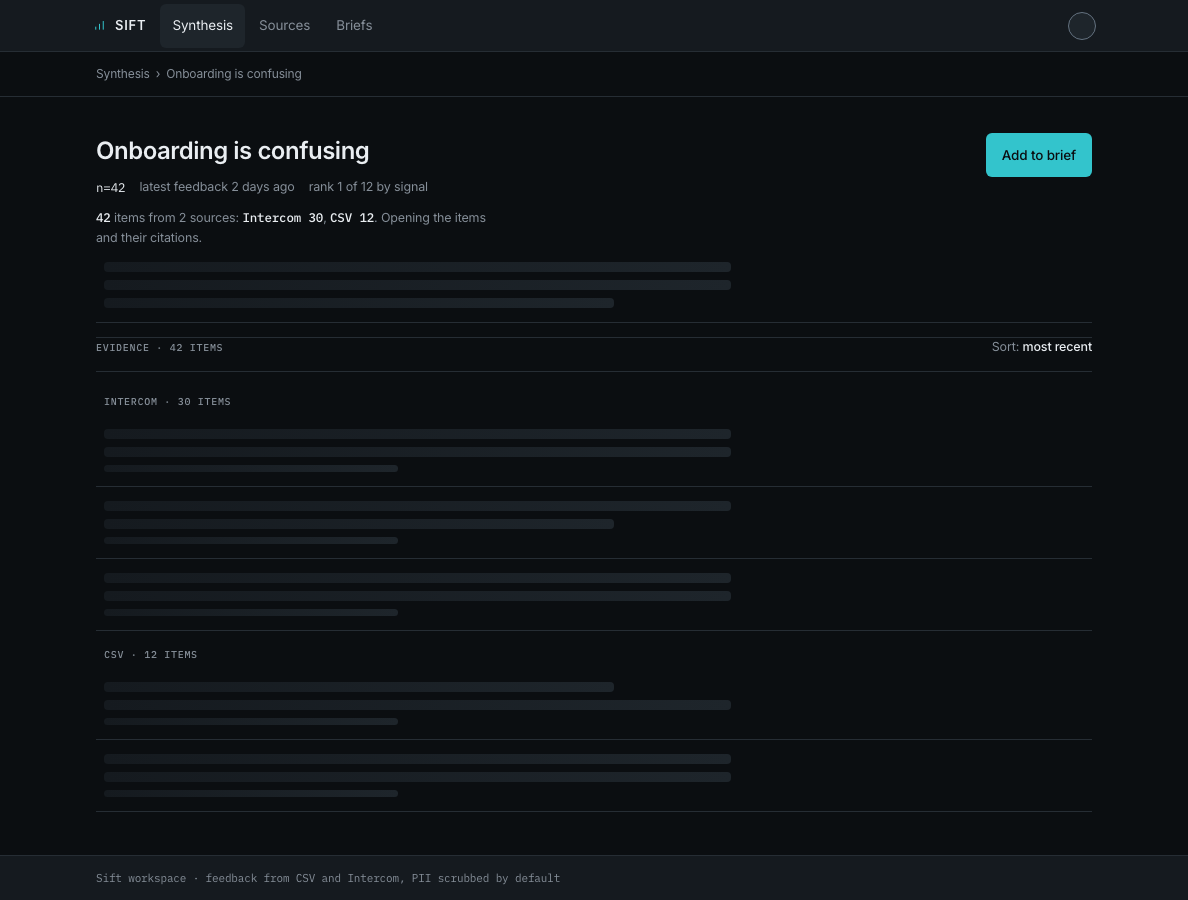 SIFT Synthesis Sources Briefs
Synthesis › Onboarding is confusing
Onboarding is confusing
Add to brief
n=42 latest feedback 2 days ago rank 1 of 12 by signal
42 items from 2 sources: Intercom 30, CSV 12. Opening the items
and their citations.
EVIDENCE · 42 ITEMS
Sort: most recent
INTERCOM · 30 ITEMS
CSV · 12 ITEMS
Sift workspace · feedback from CSV and Intercom, PII scrubbed by default